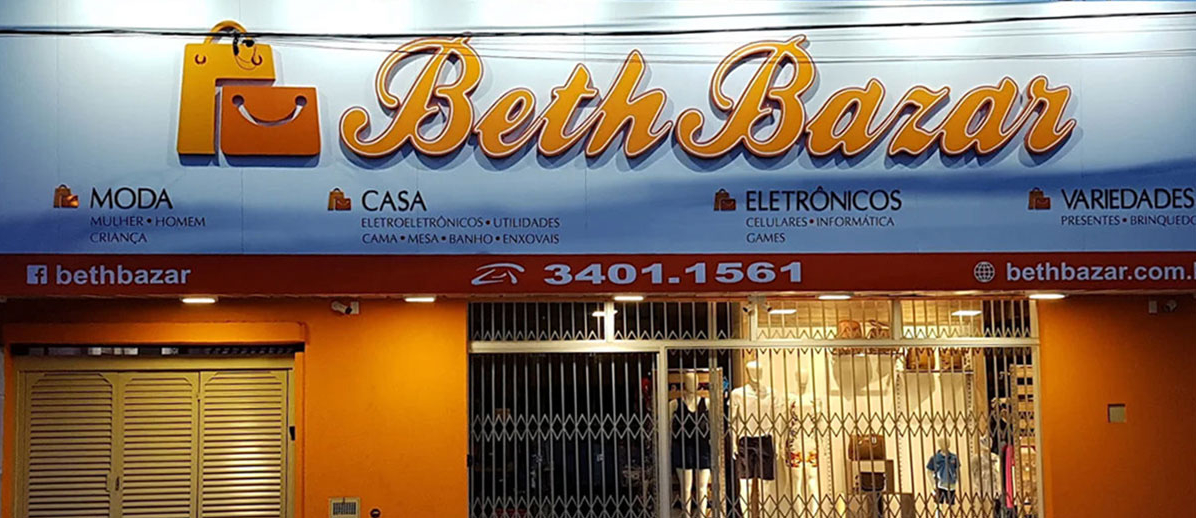 Beth Bazar
MODA
MULHER • HOMEM
CRIANÇA
CASA
ELETROELETRÔNICOS • UTILIDADES
CAMA • MESA • BANHO • ENXOVAIS
ELETRÔNICOS
CELULARES • INFORMÁTICA
GAMES
VARIEDADES
PRESENTES • BRINQUEDO
bethbazar
3401.1561
bethbazar.com.b